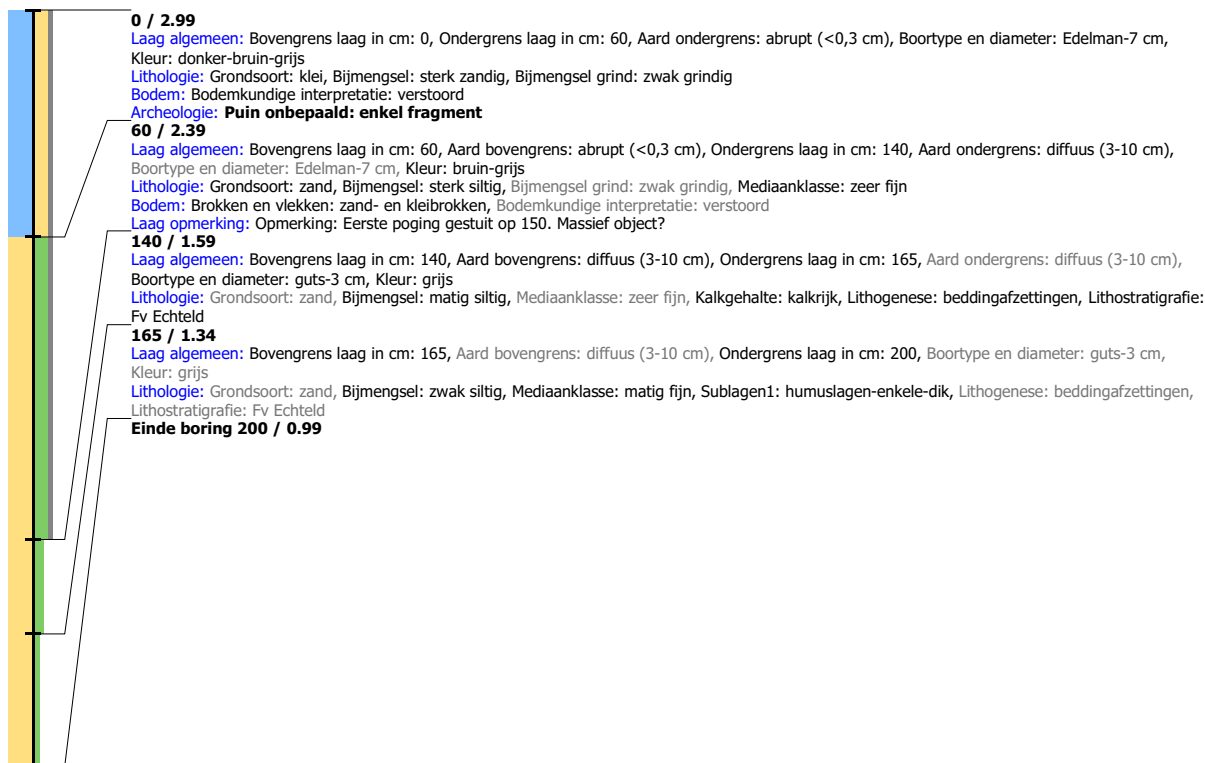 0 / 2.99
Laag algemeen: Bovengrens laag in cm: 0, Ondergrens laag in cm: 60, Aard ondergrens: abrupt (<0,3 cm), Boortype en diameter: Edelman-7 cm,
Kleur: donker-bruin-grijs
Lithologie: Grondsoort: klei, Bijmengsel: sterk zandig, Bijmengsel grind: zwak grindig
Bodem: Bodemkundige interpretatie: verstoord
Archeologie: Puin onbepaald: enkel fragment
60 / 2.39
Laag algemeen: Bovengrens laag in cm: 60, Aard bovengrens: abrupt (<0,3 cm), Ondergrens laag in cm: 140, Aard ondergrens: diffuus (3-10 cm),
Boortype en diameter: Edelman-7 cm, Kleur: bruin-grijs
Lithologie: Grondsoort: zand, Bijmengsel: sterk siltig, Bijmengsel grind: zwak grindig, Mediaanklasse: zeer fijn
Bodem: Brokken en vlekken: zand- en kleibrokken, Bodemkundige interpretatie: verstoord
Laag opmerking: Opmerking: Eerste poging gestuit op 150. Massief object?
140 / 1.59
Laag algemeen: Bovengrens laag in cm: 140, Aard bovengrens: diffuus (3-10 cm), Ondergrens laag in cm: 165, Aard ondergrens: diffuus (3-10 cm),
Boortype en diameter: guts-3 cm, Kleur: grijs
Lithologie: Grondsoort: zand, Bijmengsel: matig siltig, Mediaanklasse: zeer fijn, Kalkgehalte: kalkrijk, Lithogenese: beddingafzettingen, Lithostratigrafie:
Fv Echteld
165 / 1.34
Laag algemeen: Bovengrens laag in cm: 165, Aard bovengrens: diffuus (3-10 cm), Ondergrens laag in cm: 200, Boortype en diameter: guts-3 cm,
Kleur: grijs
Lithologie: Grondsoort: zand, Bijmengsel: zwak siltig, Mediaanklasse: matig fijn, Sublagen1: humuslagen-enkele-dik, Lithogenese: beddingafzettingen,
Lithostratigrafie: Fv Echteld
Einde boring 200 / 0.99